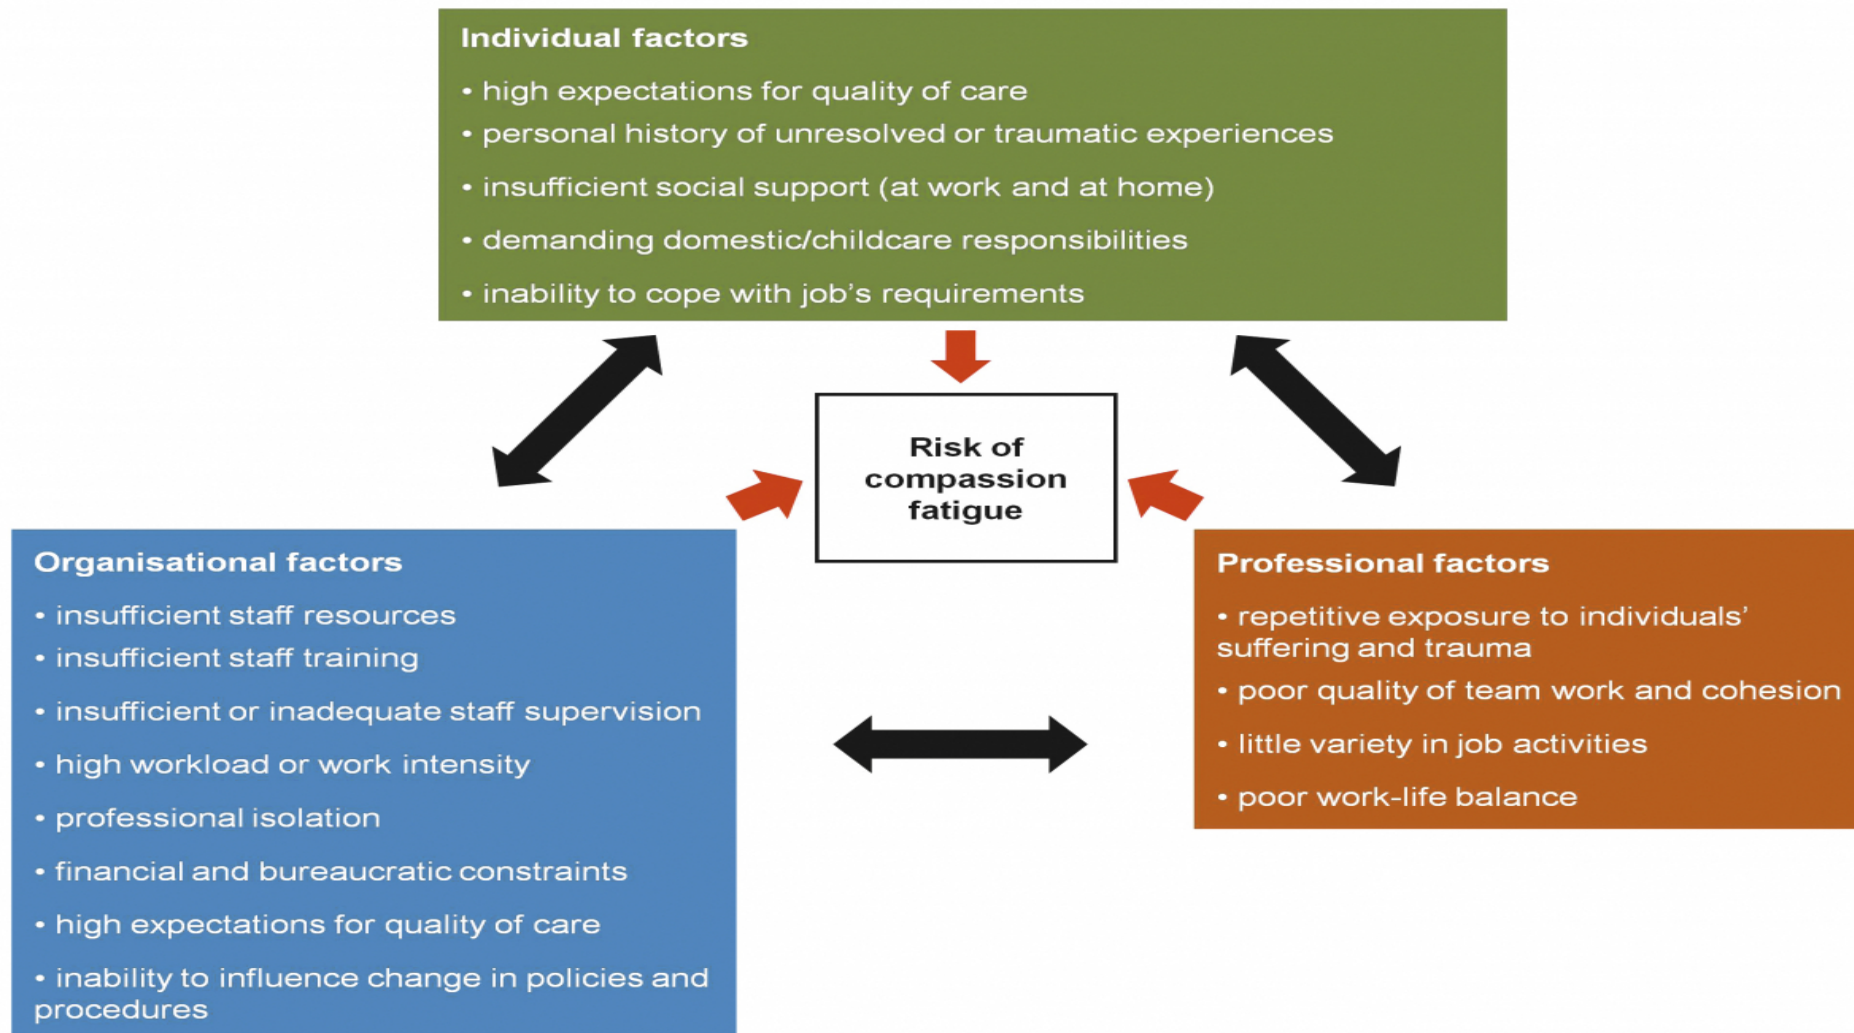 Individual factors
• high expectations for quality of care
• personal history of unresolved or traumatic experiences
• insufficient social support (at work and at home)
• demanding domestic/childcare responsibilities
• inability to cope with job’s requirements
Risk of
compassion
fatigue
Organisational factors
• insufficient staff resources
• insufficient staff training
• insufficient or inadequate staff supervision
• high workload or work intensity
• professional isolation
• financial and bureaucratic constraints
• high expectations for quality of care
• inability to influence change in policies and
procedures
Professional factors
• repetitive exposure to individuals’
suffering and trauma
• poor quality of team work and cohesion
• little variety in job activities
• poor work-life balance